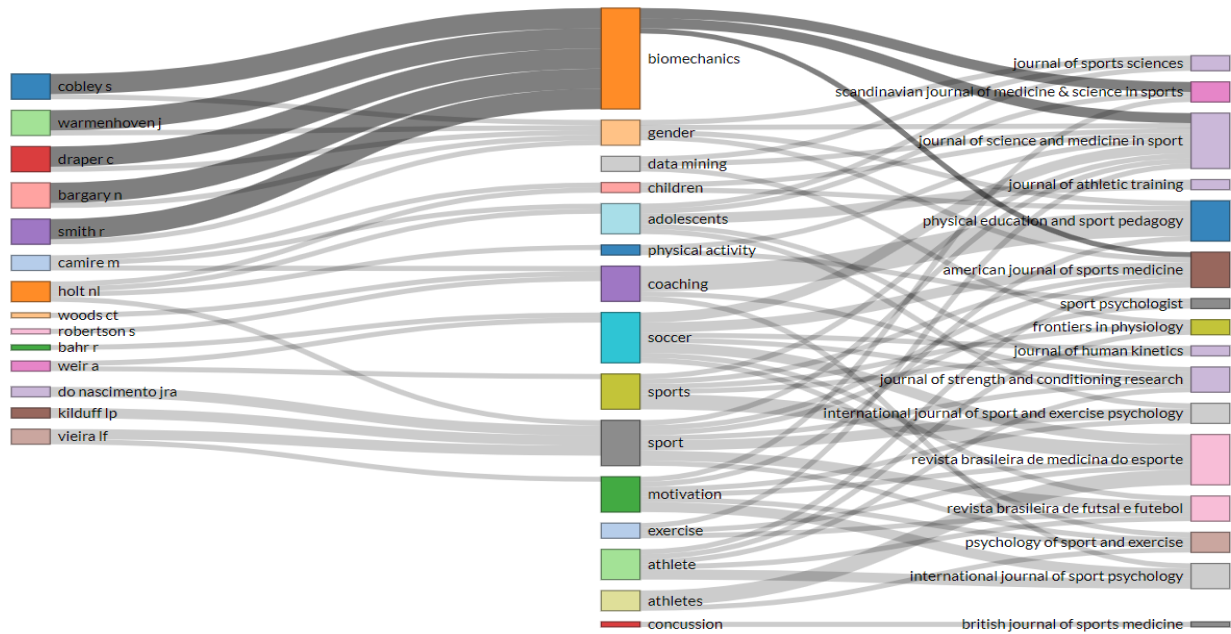 cobley s
warmenhoven j
draper c
bargary n
smith r
camire m
holt nl
woods ct
robertson s
bahr r
weir a
do nascimento jra
kilduff lp
vieira lf
biomechanics
gender
data mining
children
adolescents
physical activity
coaching
soccer
sports
sport
motivation
exercise
athlete
athletes
concussion
journal of sports sciences
scandinavian journal of medicine & science in sports
journal of science and medicine in sport
journal of athletic training
physical education and sport pedagogy
american journal of sports medicine
sport psychologist
frontiers in physiology
journal of human kinetics
journal of strength and conditioning research
international journal of sport and exercise psychology
revista brasileira de medicina do esporte
revista brasileira de futsal e futebol
psychology of sport and exercise
international journal of sport psychology
british journal of sports medicine